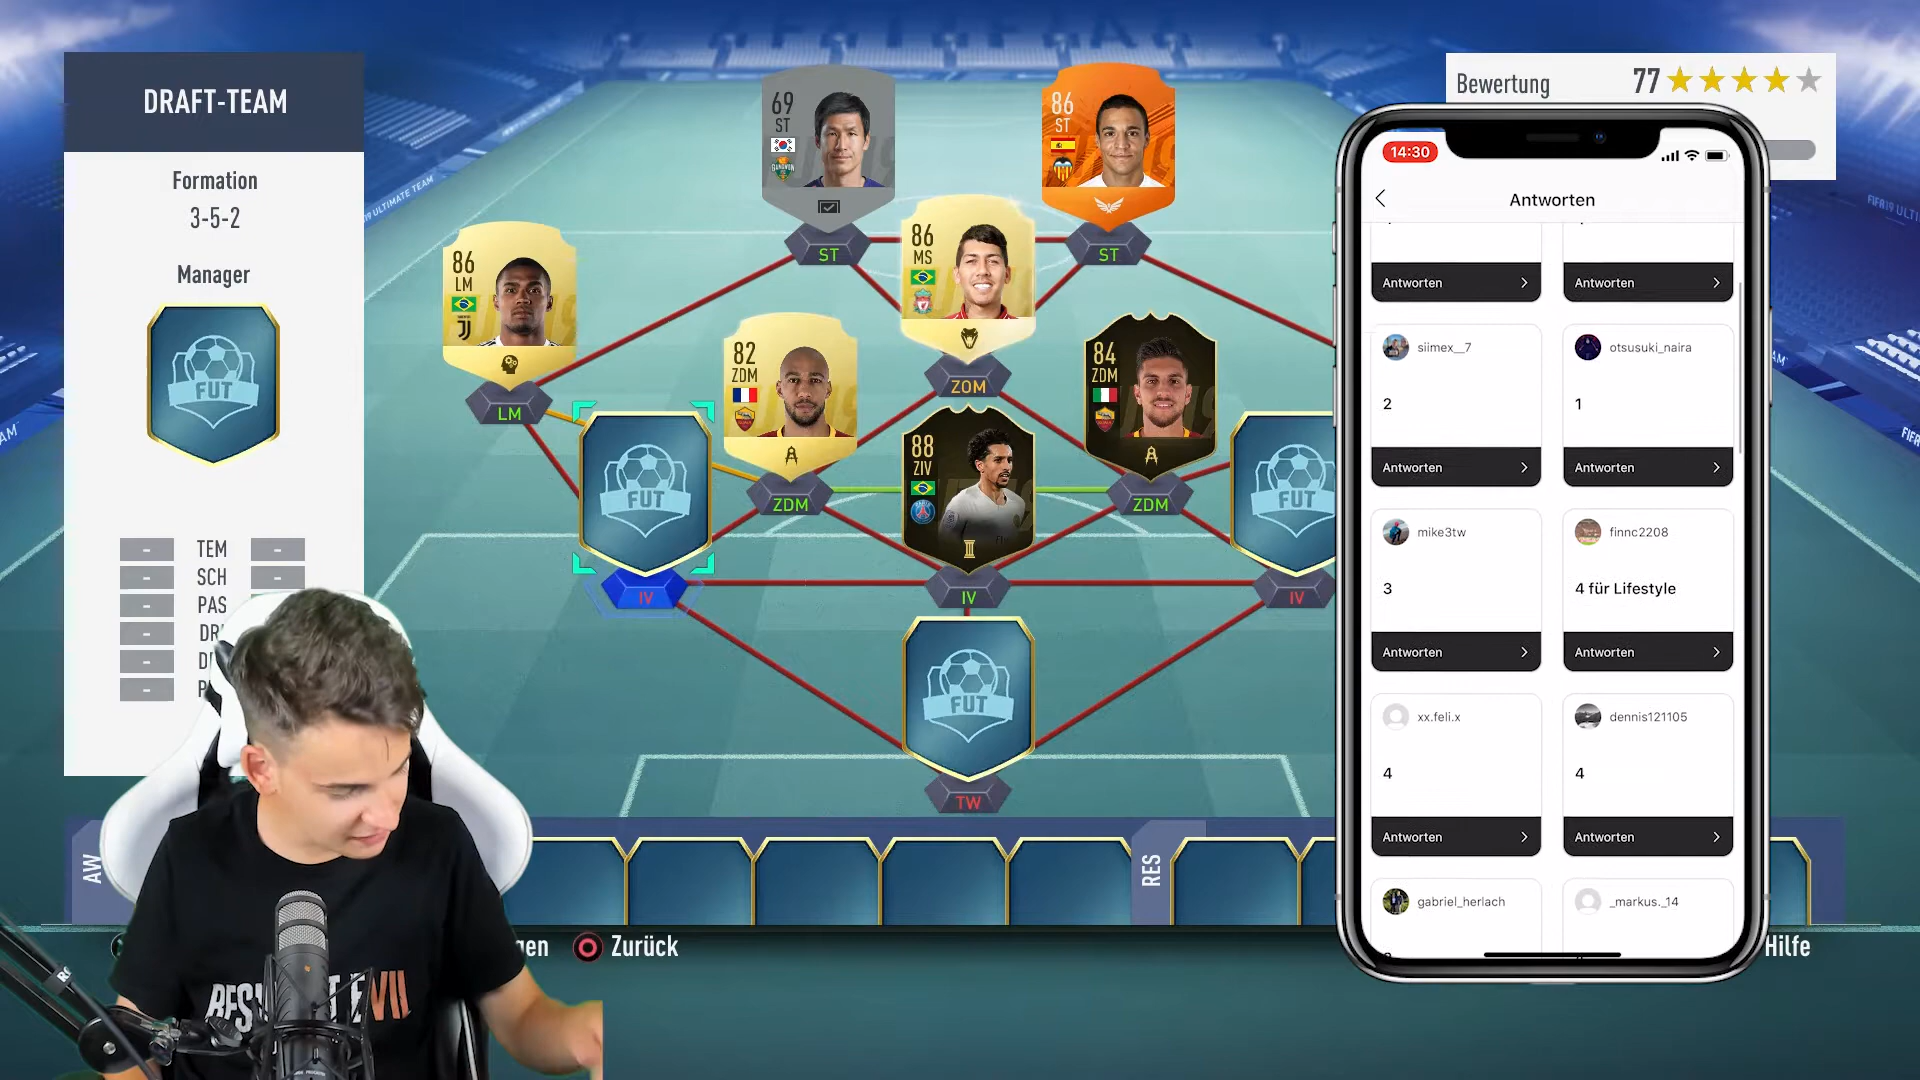 DRAFT-TEAM
Formation
3-5-2
Manager
FUT
- TEM -
- SCH -
- PAS
-
-
-
69
ST
86
ST
86
LM
86
MS
82
ZDM
84
ZDM
88
ZIV
ST
ST
LM
ZOM
ZDM
ZDM
FUT
FUT
IV
IV
IV
FUT
TW
Bewertung 77
14:30
Antworten
Antworten
Antworten
siimex__7
2
Antworten
otsusuki_naira
1
Antworten
mike3tw
3
Antworten
finnc2208
4 für Lifestyle
Antworten
xx.feli.x
4
Antworten
dennis121105
4
Antworten
gabriel_herlach
_markus._14
RES
Zurück
Hilfe